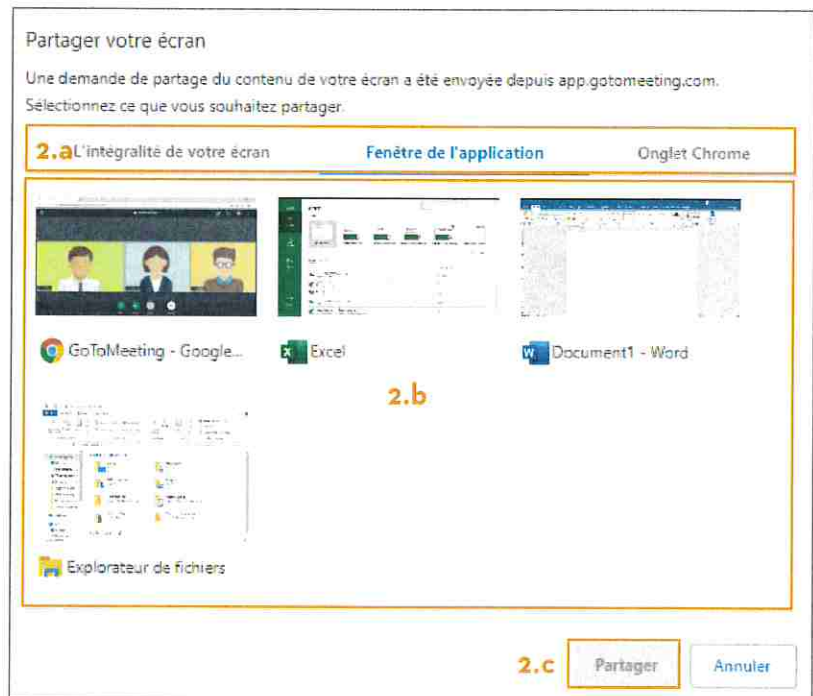 Partager votre écran
Une demande de partage du contenu de votre écran a été envoyée depuis app.gotomeeting.com.
Sélectionnez ce que vous souhaitez partager.
2.a L'intégralité de votre écran Fenêtre de l'application Onglet Chrome
GoToMeeting - Google... Excel Document1 - Word
2.b
Explorateur de fichiers
2.c Partager Annuler